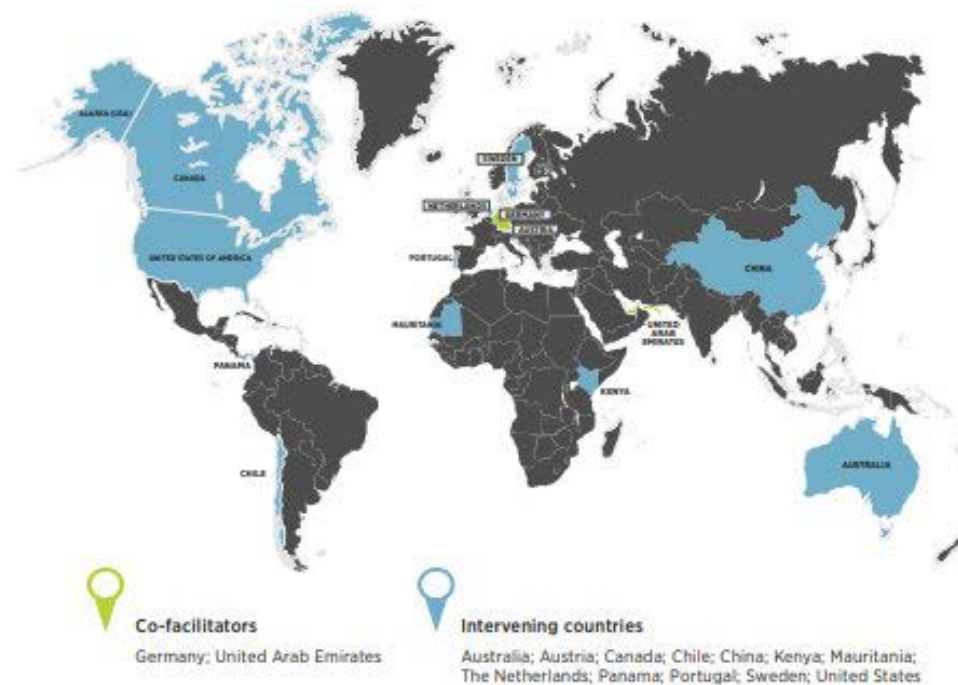 ALASKA (USA)
CANADA
UNITED STATES OF AMERICA
SWEDEN
NETHERLANDS
GERMANY
AUSTRIA
PORTUGAL
CHINA
MAURITANIA
UNITED
ARAB
EMIRATES
PANAMA
KENYA
CHILE
AUSTRALIA
Co-facilitators
Germany; United Arab Emirates
Intervening countries
Australia; Austria; Canada; Chile; China; Kenya; Mauritania;
The Netherlands; Panama; Portugal; Sweden; United States